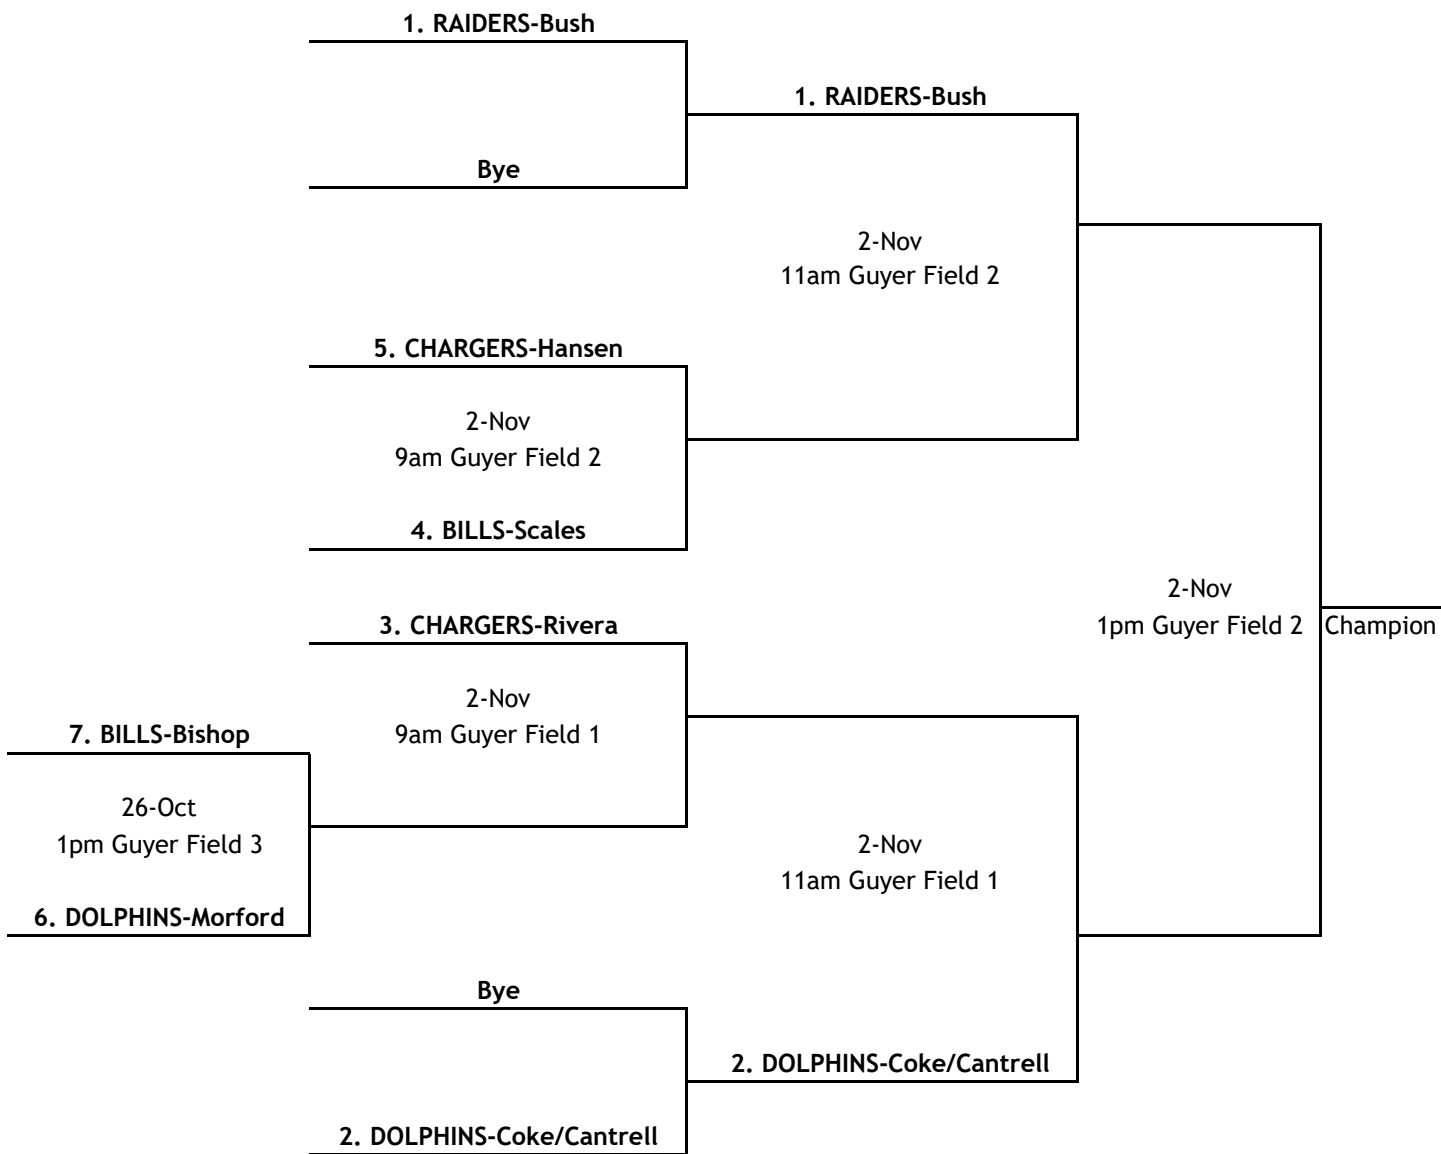 1. RAIDERS-Bush
1. RAIDERS-Bush
Bye
2-Nov
11am Guyer Field 2
5. CHARGERS-Hansen
2-Nov
9am Guyer Field 2
4. BILLS-Scales
2-Nov
1pm Guyer Field 2
Champion
3. CHARGERS-Rivera
2-Nov
9am Guyer Field 1
7. BILLS-Bishop
26-Oct
1pm Guyer Field 3
2-Nov
11am Guyer Field 1
6. DOLPHINS-Morford
Bye
2. DOLPHINS-Coke/Cantrell
2. DOLPHINS-Coke/Cantrell